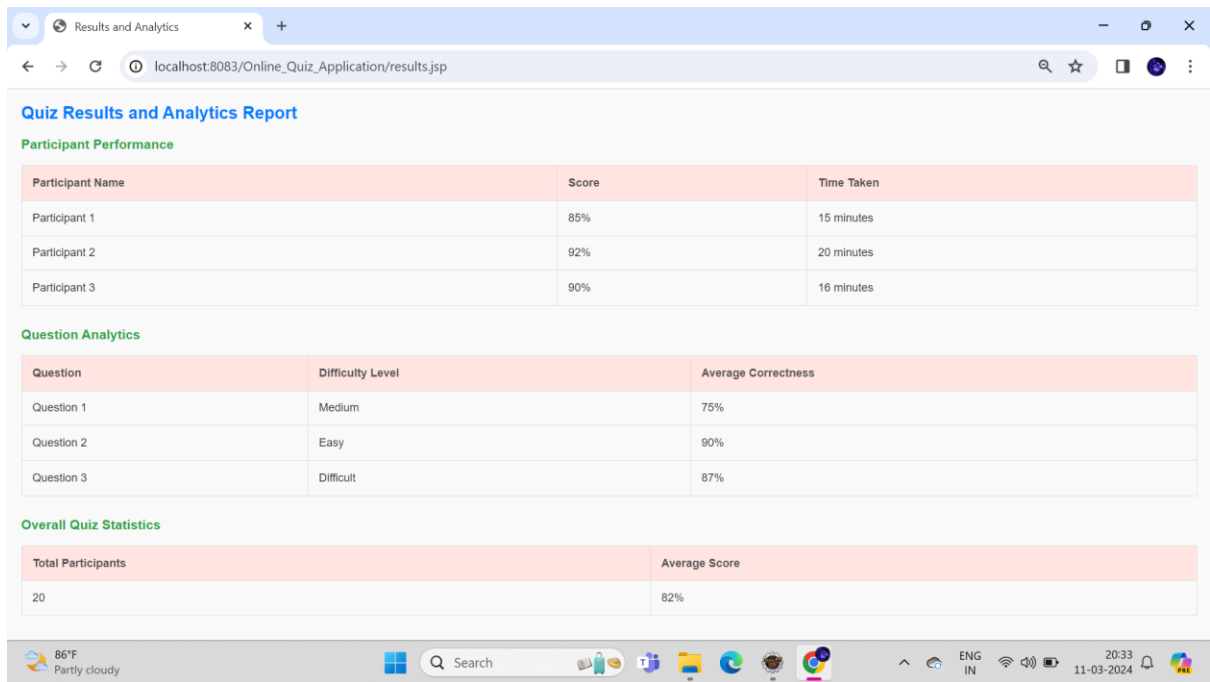 Results and Analytics
localhost:8083/Online_Quiz_Application/results.jsp
Quiz Results and Analytics Report
Participant Performance
Participant Name Score Time Taken
Participant 1 85% 15 minutes
Participant 2 92% 20 minutes
Participant 3 90% 16 minutes
Question Analytics
Question Difficulty Level Average Correctness
Question 1 Medium 75%
Question 2 Easy 90%
Question 3 Difficult 87%
Overall Quiz Statistics
Total Participants Average Score
20 82%
86°F
Partly cloudy
Search
ENG
IN
20:33
11-03-2024
PRE